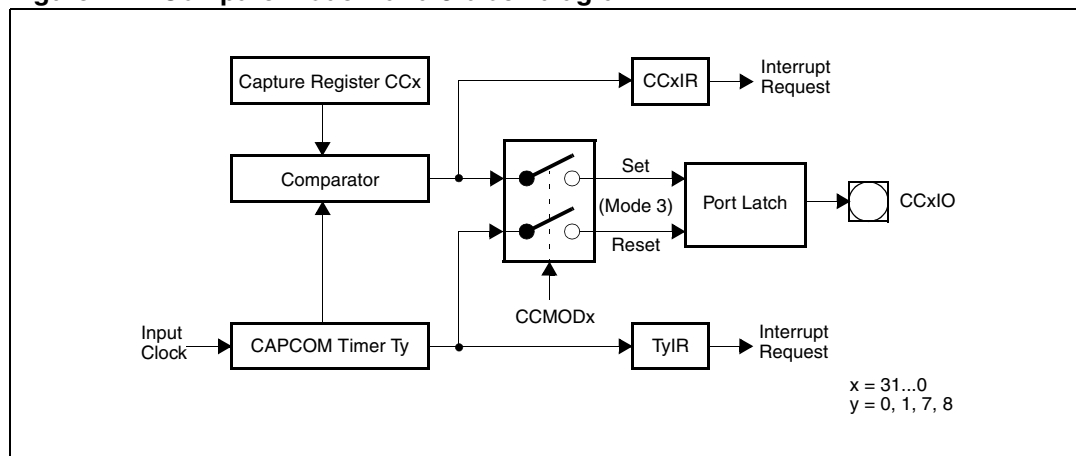 Capture Register CCx
CCxIR
Interrupt
Request
Comparator
Set
(Mode 3)
Reset
Port Latch
CCxIO
CCMODx
Input
Clock
CAPCOM Timer Ty
TyIR
Interrupt
Request
x = 31...0
y = 0, 1, 7, 8